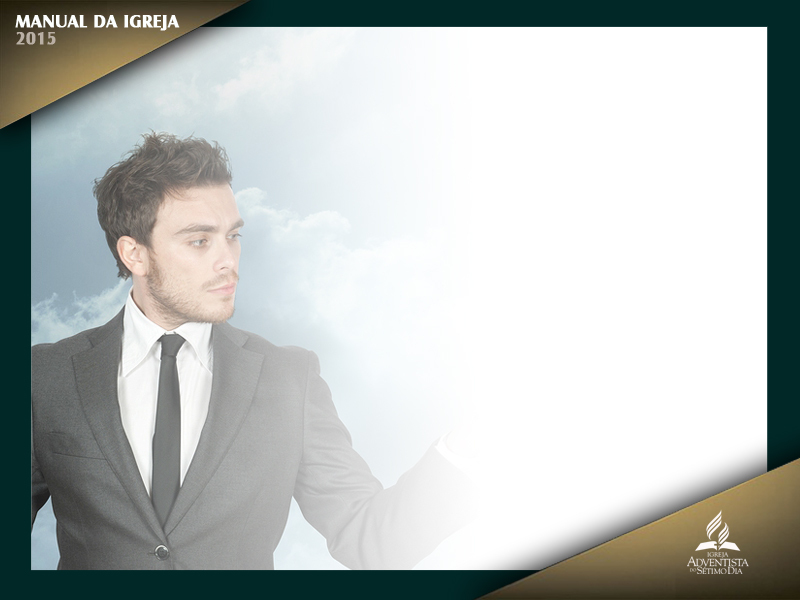 MANUAL DA IGREJA
2015
IGREJA
ADVENTISTA
DO SÉTIMO DIA